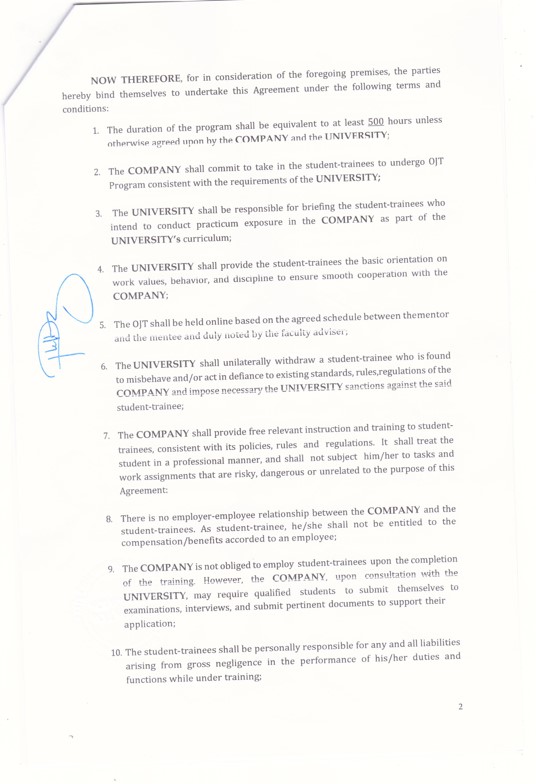 NOW THEREFORE, for in consideration of the foregoing premises, the parties
hereby bind themselves to undertake this Agreement under the following terms and
conditions:
1. The duration of the program shall be equivalent to at least 500 hours unless
otherwise agreed upon by the COMPANY and the UNIVERSITY;
2. The COMPANY shall commit to take in the student-trainees to undergo OJT
Program consistent with the requirements of the UNIVERSITY;
3. The UNIVERSITY shall be responsible for briefing the student-trainees who
intend to conduct practicum exposure in the COMPANY as part of the
UNIVERSITY's curriculum;
4. The UNIVERSITY shall provide the student-trainees the basic orientation on
work values, behavior, and discipline to ensure smooth cooperation with the
COMPANY;
5. The OJT shall be held online based on the agreed schedule between thementor
and the mentee and duly noted by the faculty adviser;
6. The UNIVERSITY shall unilaterally withdraw a student-trainee who is found
to misbehave and/or act in defiance to existing standards, rules,regulations of the
COMPANY and impose necessary the UNIVERSITY sanctions against the said
student-trainee;
7. The COMPANY shall provide free relevant instruction and training to student-
trainees, consistent with its policies, rules and regulations. It shall treat the
student in a professional manner, and shall not subject him/her to tasks and
work assignments that are risky, dangerous or unrelated to the purpose of this
Agreement:
8. There is no employer-employee relationship between the COMPANY and the
student-trainees. As student-trainee, he/she shall not be entitled to the
compensation/benefits accorded to an employee;
9. The COMPANY is not obliged to employ student-trainees upon the completion
of the training. However, the COMPANY, upon consultation with the
UNIVERSITY, may require qualified students to submit themselves to
examinations, interviews, and submit pertinent documents to support their
application;
10. The student-trainees shall be personally responsible for any and all liabilities
arising from gross negligence in the performance of his/her duties and
functions while under training;
2